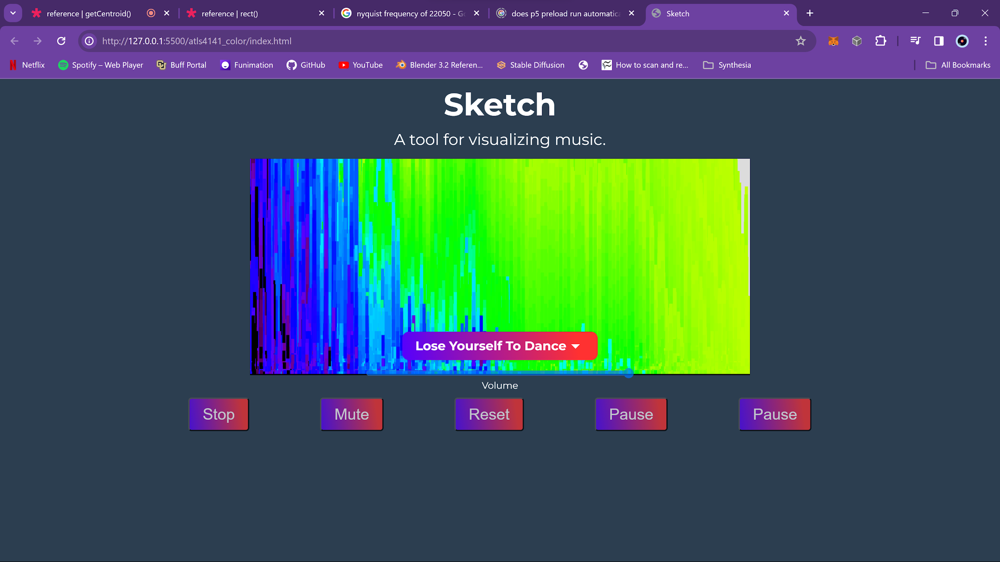 reference | getCentroid()
reference | rect()
nyquist frequency of 22050 - Go
does p5 preload run automatica
Sketch
http://127.0.0.1:5500/atls4141_color/index.html
Netflix
Spotify – Web Player
Buff Portal
Funimation
GitHub
YouTube
Blender 3.2 Referen...
Stable Diffusion
How to scan and re...
Synthesia
All Bookmarks
Sketch
A tool for visualizing music.
Lose Yourself To Dance
Volume
Stop
Mute
Reset
Pause
Pause